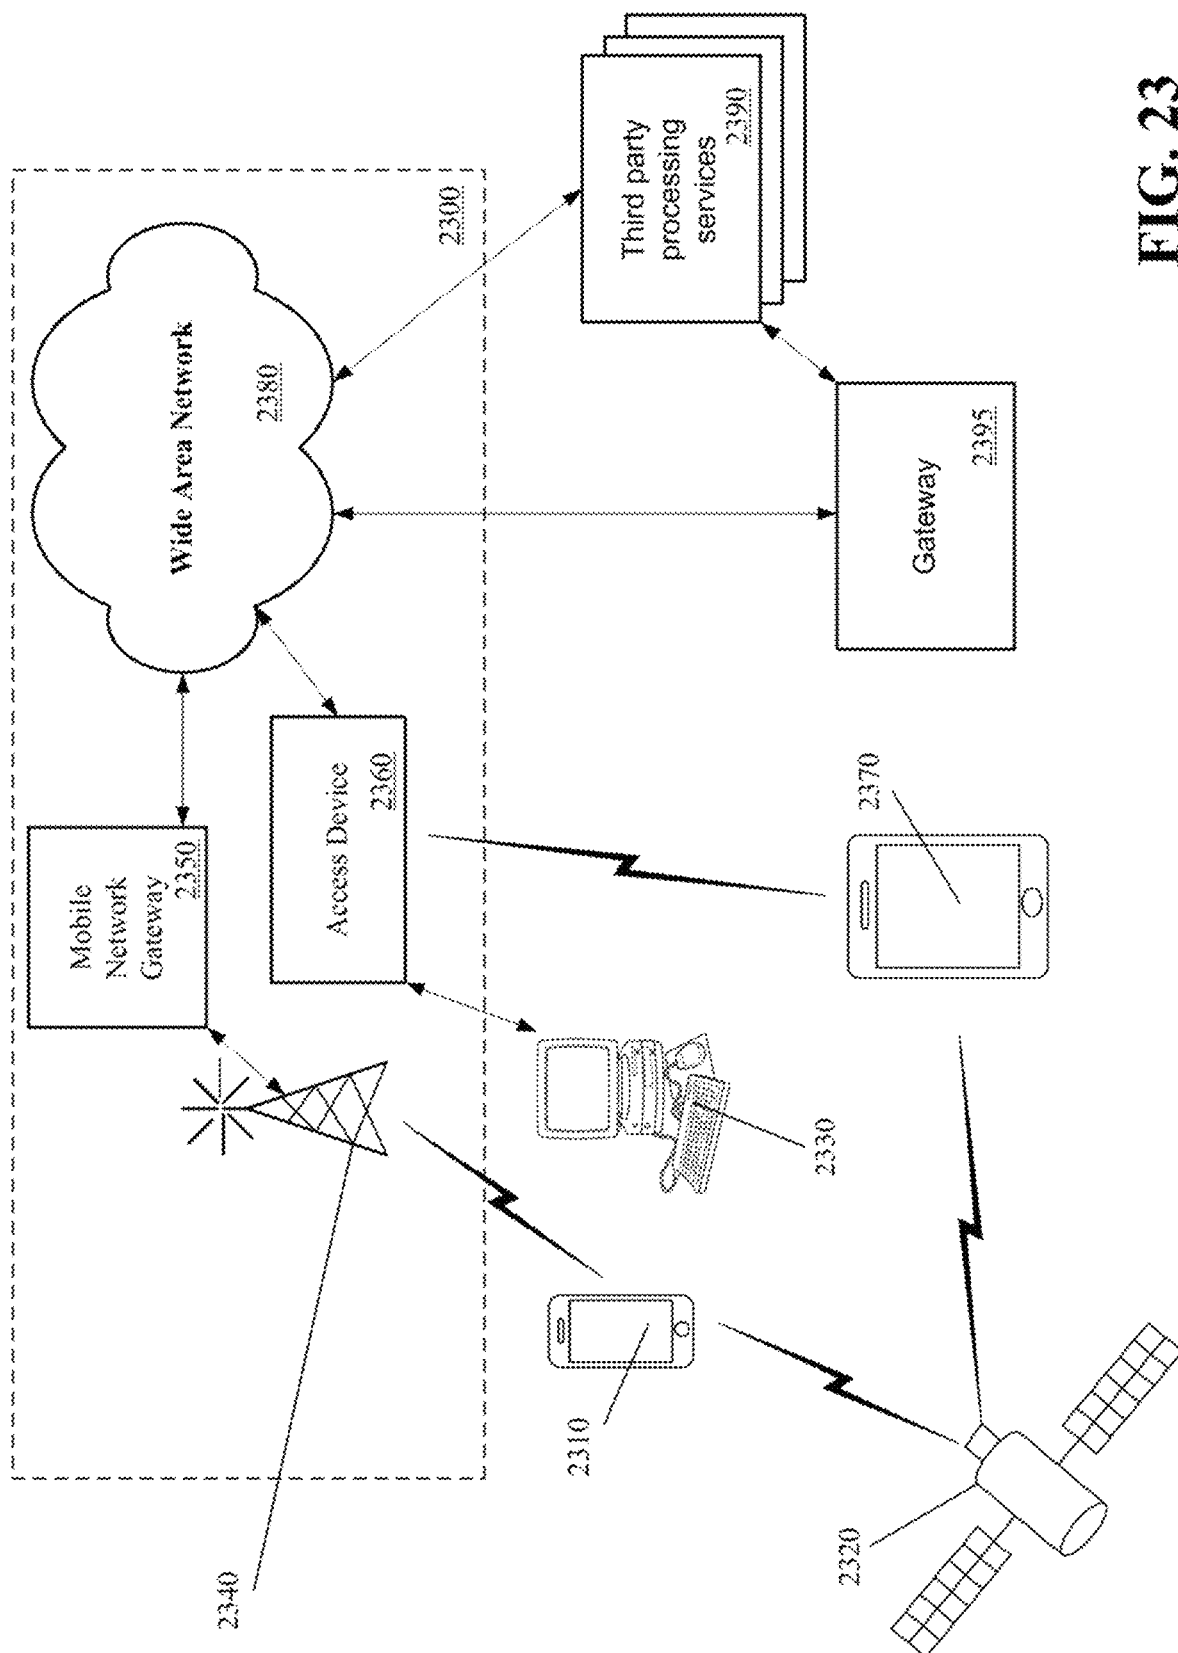 Mobile
Network
Gateway
2350
Wide Area Network
2380
2340
Access Device
2360
2300
2310
2330
Third party
processing
services
2390
2320
2370
Gateway
2395
FIG. 23